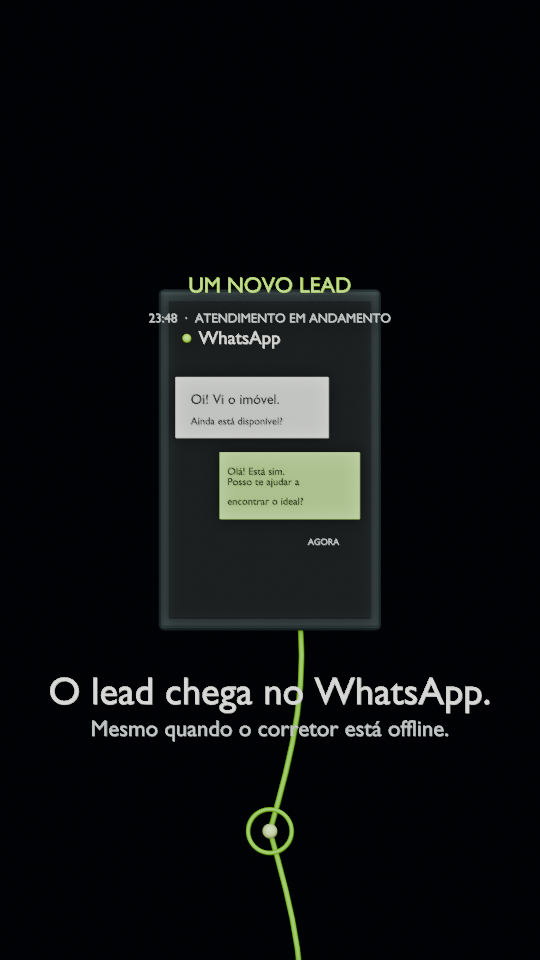 UM NOVO LEAD
23:48 · ATENDIMENTO EM ANDAMENTO
WhatsApp
Oi! Vi o imóvel.
Ainda está disponível?
Olá! Está sim.
Posso te ajudar a
encontrar o ideal?
AGORA
O lead chega no WhatsApp.
Mesmo quando o corretor está offline.